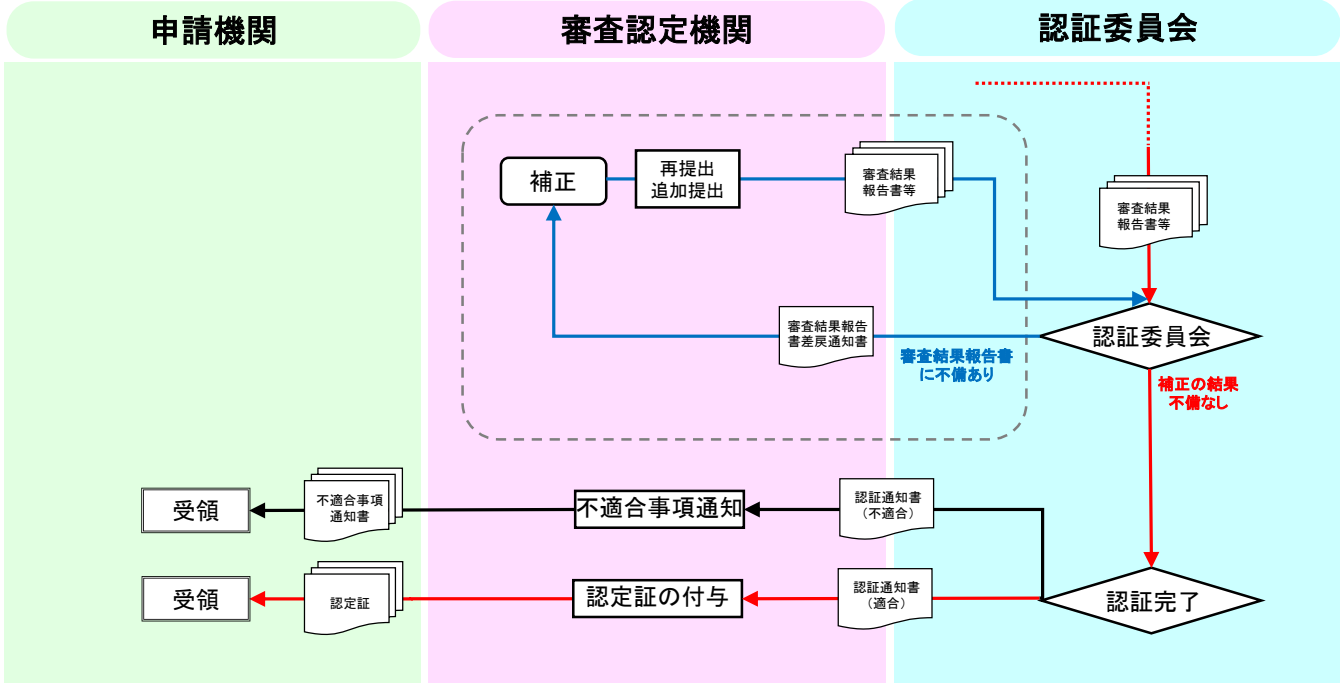 申請機関
審査認定機関
認証委員会
補正
再提出
追加提出
審査結果
報告書等
審査結果
報告書等
審査結果報告
書差戻通知書
審査結果報告書
に不備あり
認証委員会
補正の結果
不備なし
受領
不適合事項
通知書
不適合事項通知
認証通知書
（不適合）
受領
認定証
認定証の付与
認証通知書
（適合）
認証完了